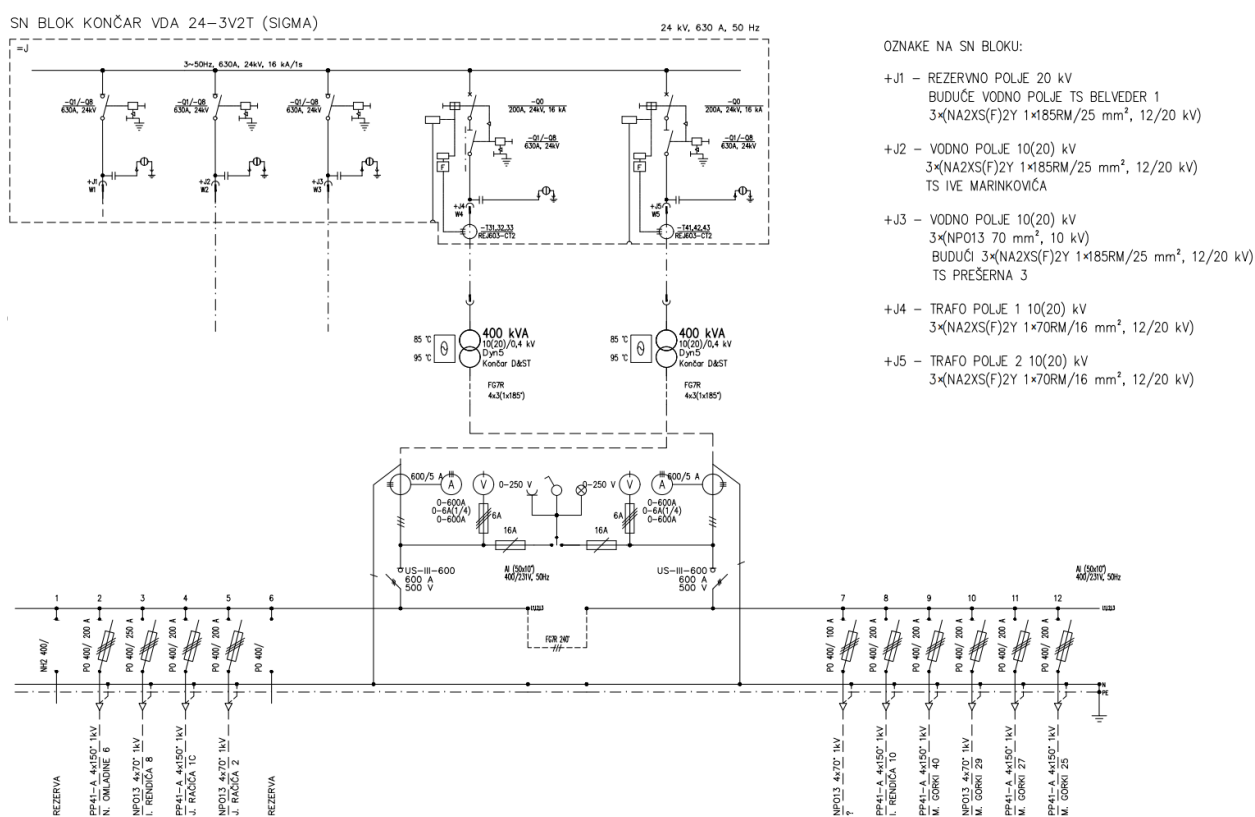 SN BLOK KONČAR VDA 24-3V2T (SIGMA)
24 kV, 630 A, 50 Hz
=J
3~50Hz, 630A, 24kV, 16 kA/1s
-Q1/-Q8
630A, 24kV
-Q1/-Q8
630A, 24kV
-Q1/-Q8
630A, 24kV
-Q0
200A, 24kV, 16 kA
-Q1/-Q8
630A, 24kV
-Q0
200A, 24kV, 16 kA
-Q1/-Q8
630A, 24kV
F
F
+J1
W1
+J2
W2
+J3
W3
+J4
W4
+J5
W5
-T31,32,33
REJ603-CT2
-T41,42,43
REJ603-CT2
OZNAKE NA SN BLOKU:
+J1 - REZERVNO POLJE 20 kV
BUDUĆE VODNO POLJE TS BELVEDER 1
3×(NA2XS(F)2Y 1×185RM/25 mm², 12/20 kV)
+J2 - VODNO POLJE 10(20) kV
3×(NA2XS(F)2Y 1×185RM/25 mm², 12/20 kV)
TS IVE MARINKOVIĆA
+J3 - VODNO POLJE 10(20) kV
3×(NPO13 70 mm², 10 kV)
BUDUĆI 3×(NA2XS(F)2Y 1×185RM/25 mm², 12/20 kV)
TS PREŠERNA 3
+J4 - TRAFO POLJE 1 10(20) kV
3×(NA2XS(F)2Y 1×70RM/16 mm², 12/20 kV)
+J5 - TRAFO POLJE 2 10(20) kV
3×(NA2XS(F)2Y 1×70RM/16 mm², 12/20 kV)
85 °C
95 °C
400 kVA
10(20)/0,4 kV
Dyn5
Končar D&ST
FG7R
4x3(1x185²)
85 °C
95 °C
400 kVA
10(20)/0,4 kV
Dyn5
Končar D&ST
FG7R
4x3(1x185²)
600/5 A
A
V
0-250 V
0-250 V
V
A
600/5 A
0-600A
0-6A(1/4)
0-600A
6A
16A
16A
6A
0-600A
0-6A(1/4)
0-600A
US-III-600
600 A
500 V
Al (50x10²)
400/231V, 50Hz
US-III-600
600 A
500 V
Al (50x10²)
400/231V, 50Hz
L1,L2,L3
L1,L2,L3
FG7R 240²
1
2
3
4
5
6
7
8
9
10
11
12
NH2 400/
PO 400/ 200 A
PO 400/ 250 A
PO 400/ 200 A
PO 400/ 200 A
PO 400/
PO 400/ 100 A
PO 400/ 200 A
PO 400/ 200 A
PO 400/ 200 A
PO 400/ 200 A
PO 400/ 200 A
N
PE
REZERVA
PP41-A 4x150² 1kV
N. OMLADINE 6
NPO13 4x70² 1kV
I. RENDIĆA 8
PP41-A 4x150² 1kV
J. RAČIĆA 1C
NPO13 4x70² 1kV
J. RAČIĆA 2
REZERVA
NPO13 4x70² 1kV
?
PP41-A 4x150² 1kV
I. RENDIĆA 10
PP41-A 4x150² 1kV
M. GORKI 40
NPO13 4x70² 1kV
M. GORKI 29
PP41-A 4x150² 1kV
M. GORKI 27
PP41-A 4x150² 1kV
M. GORKI 25